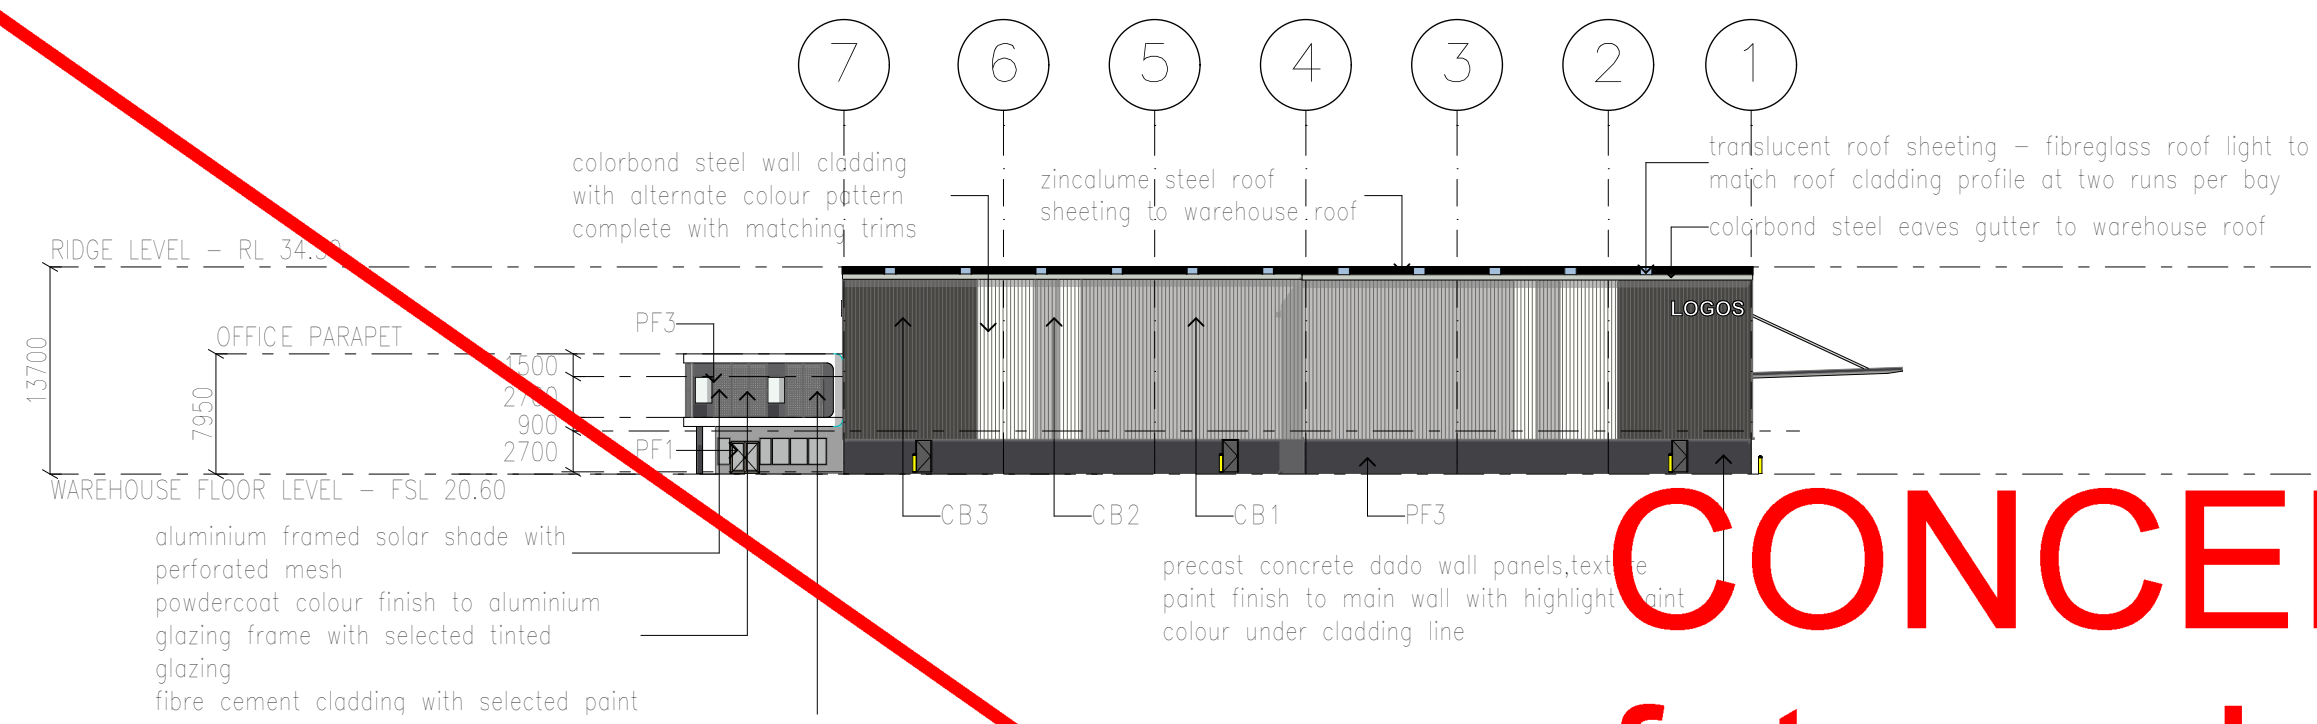 7 6 5 4 3 2 1
colorbond steel wall cladding
with alternate colour pattern
complete with matching trims
zincalume steel roof
sheeting to warehouse roof
translucent roof sheeting – fibreglass roof light to
match roof cladding profile at two runs per bay
colorbond steel eaves gutter to warehouse roof
RIDGE LEVEL – RL
13700
OFFICE PARAPET
7950
PF3
1500
900
2700
PF1
LOGOS
WAREHOUSE FLOOR LEVEL – FSL 20.60
CB3
CB2
CB1
PF3
aluminium framed solar shade with
perforated mesh
powdercoat colour finish to aluminium
glazing frame with selected tinted
glazing
fibre cement cladding with selected paint
precast concrete dado wall panels,texture
paint finish to main wall with highlight paint
colour under cladding line